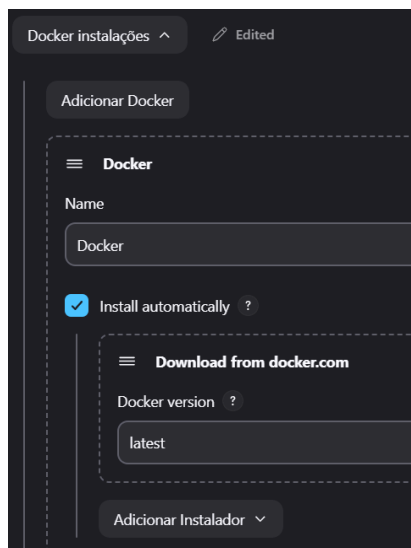 Docker instalações
Edited
Adicionar Docker
Docker
Name
Docker
Install automatically ?
Download from docker.com
Docker version ?
latest
Adicionar Instalador